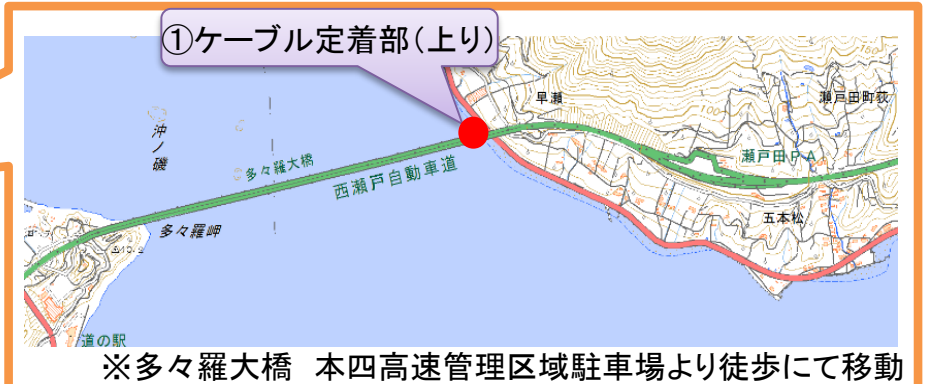 ①ケーブル定着部(上り)
早瀬
瀬戸田町荻
沖ノ磯
多々羅大橋
瀬戸田PA
西瀬戸自動車道
五本松
多々羅岬
道の駅
※多々羅大橋 本四高速管理区域駐車場より徒歩にて移動